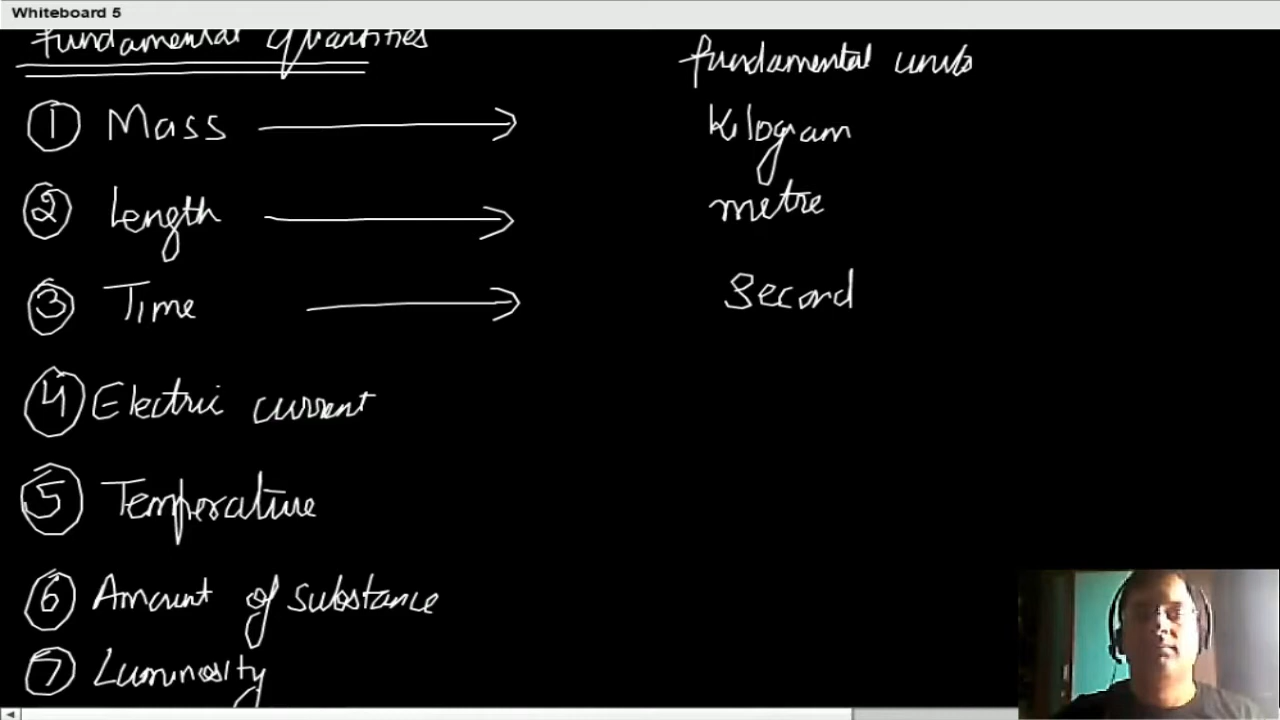 Whiteboard 5
fundamental quantities
fundamental units
① Mass → kilogram
② Length → metre
③ Time → second
④ Electric current
⑤ Temperature
⑥ Amount of substance
⑦ Luminosity